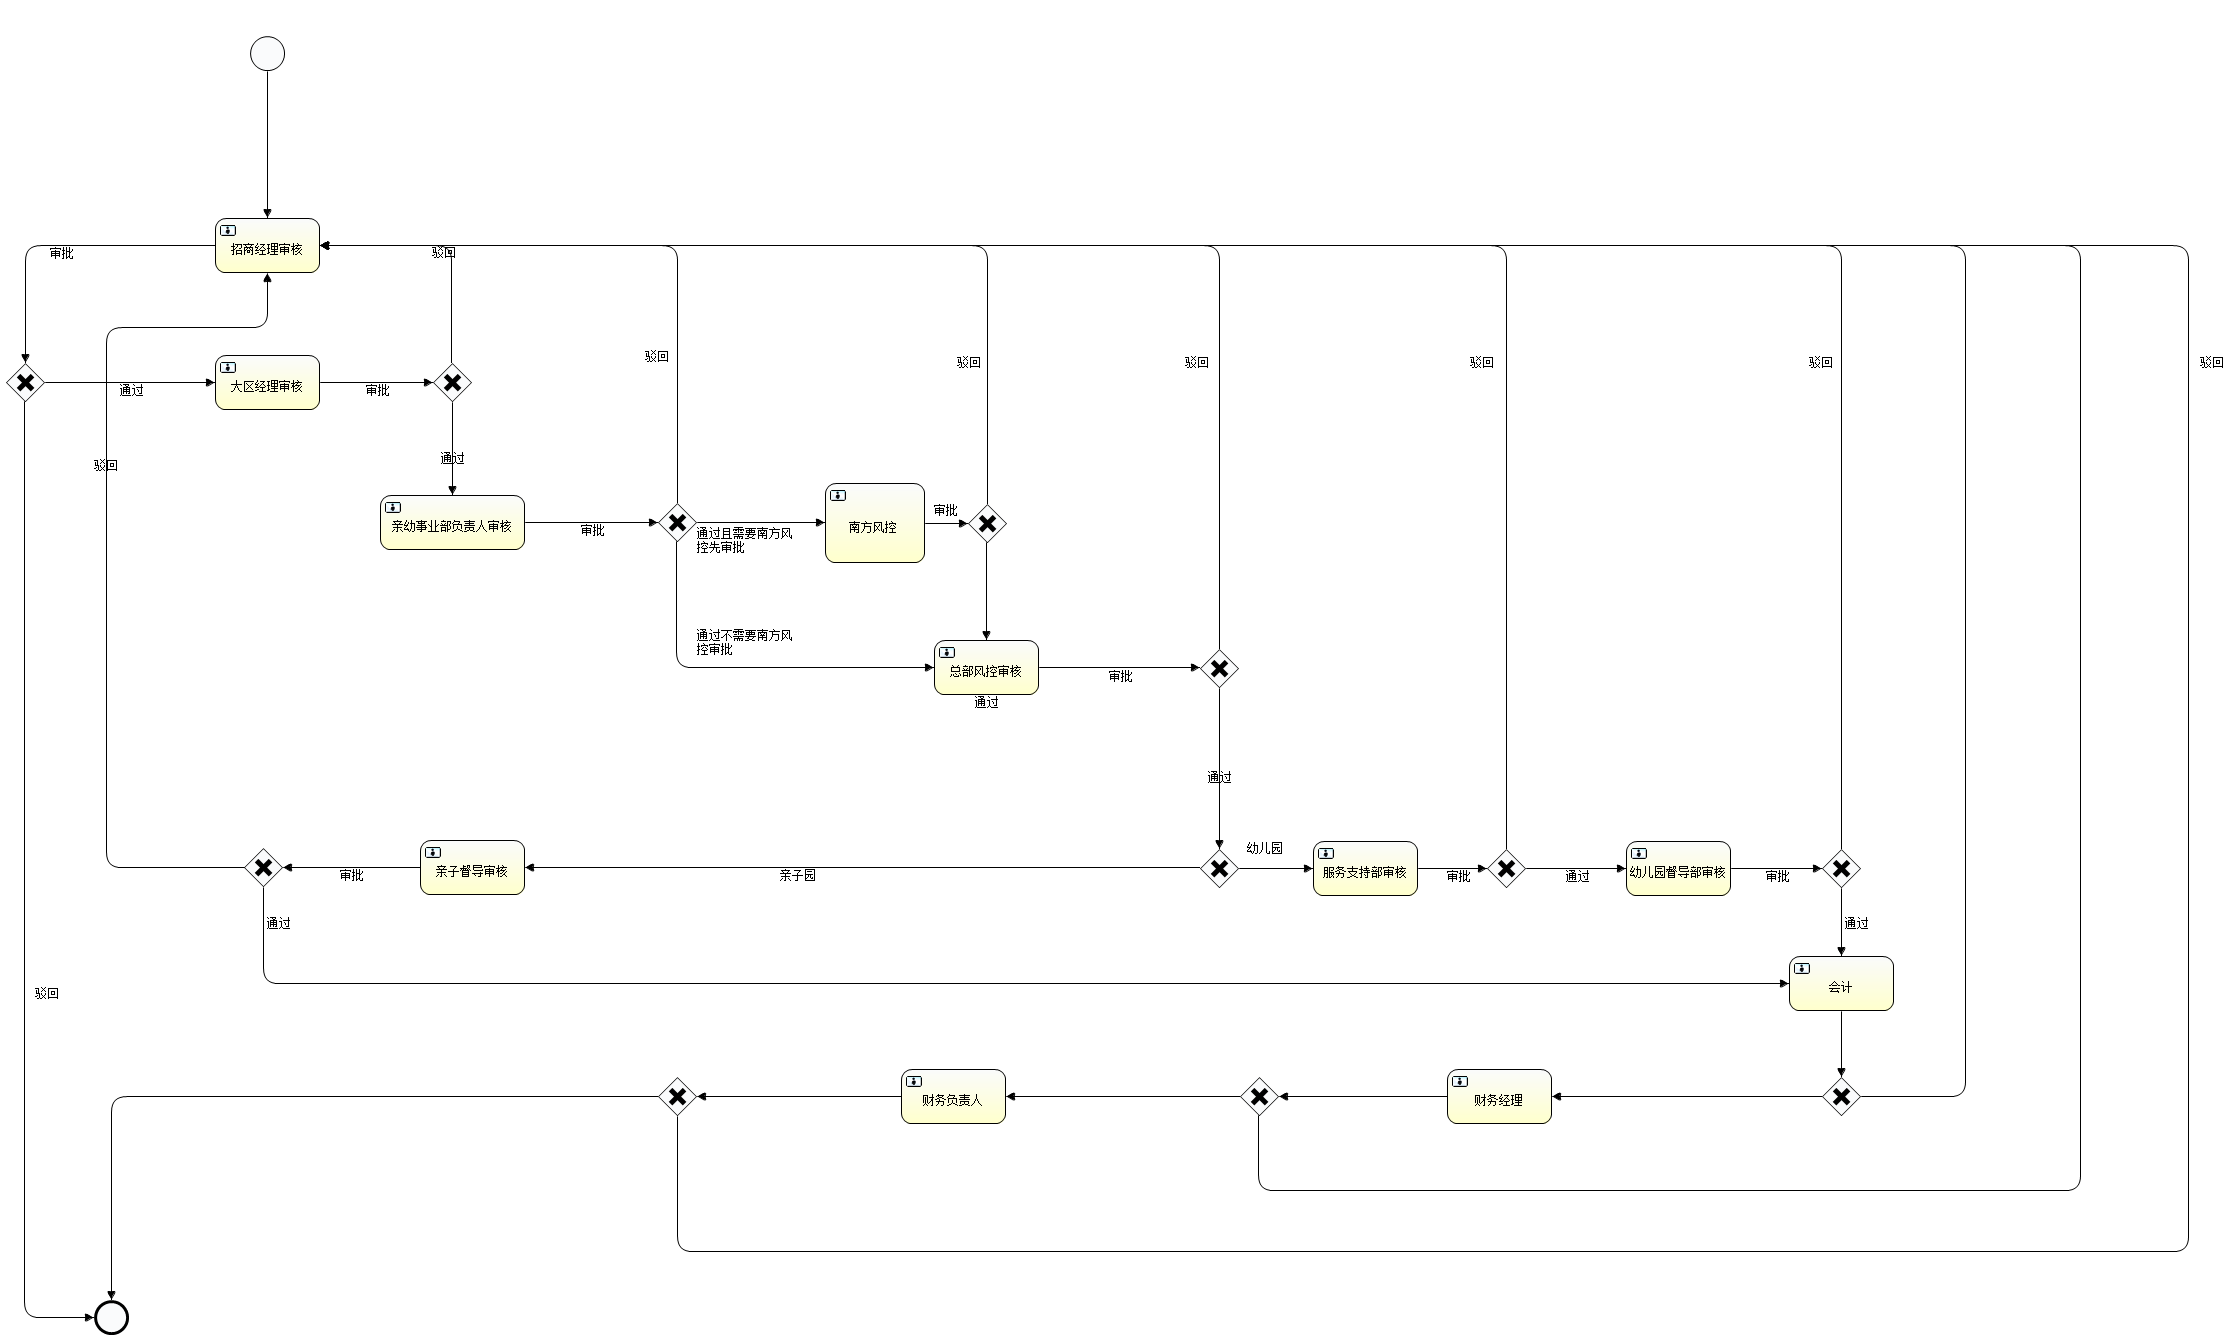 招商经理审核
审批
驳回
驳回
驳回
驳回
驳回
驳回
驳回
大区经理审核
通过
审批
驳回
通过
亲幼事业部负责人审核
审批
通过且需要南方风
控先审批
南方风控
审批
通过不需要南方风
控审批
总部风控审核
审批
通过
通过
幼儿园
亲子园
亲子督导审核
审批
服务支持部审核
审批
通过
幼儿园督导部审核
审批
通过
通过
会计
驳回
财务负责人
财务经理